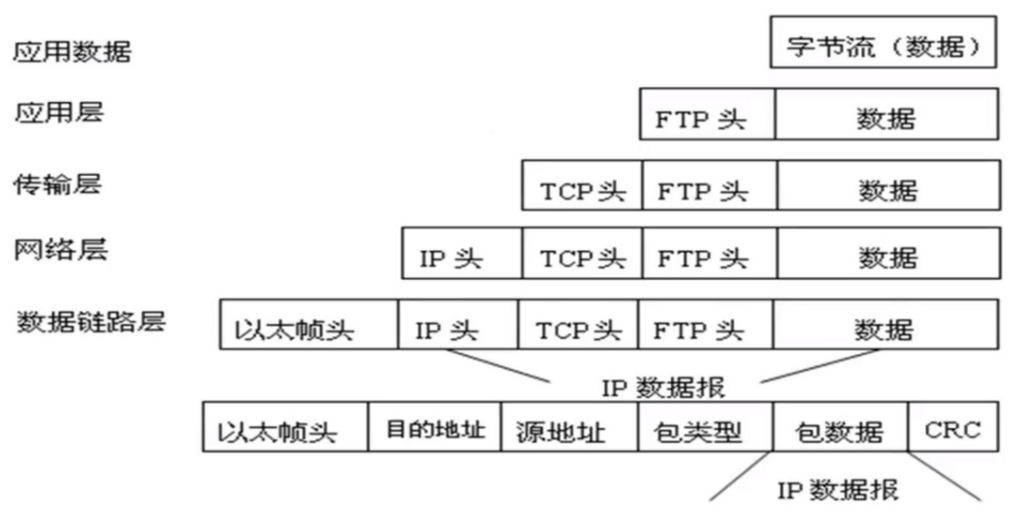 应用数据 字节流（数据）
应用层 FTP 头 数据
传输层 TCP头 FTP 头 数据
网络层 IP 头 TCP头 FTP 头 数据
数据链路层 以太帧头 IP 头 TCP头 FTP 头 数据
IP 数据报
以太帧头 目的地址 源地址 包类型 包数据 CRC
IP 数据报